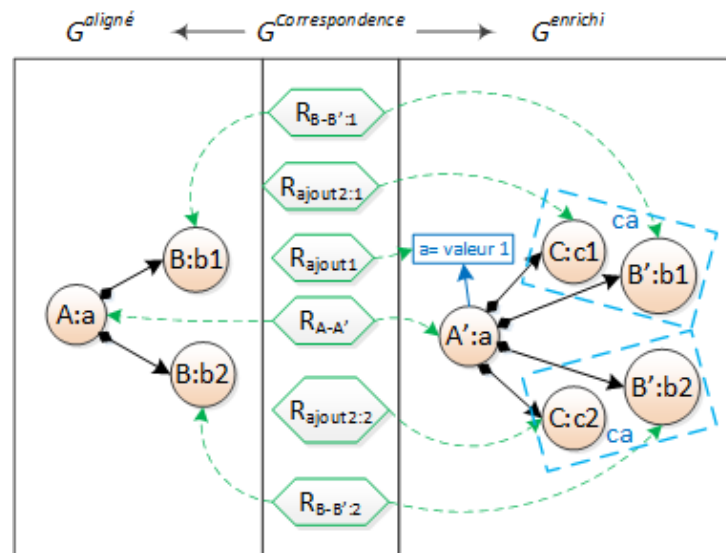 G^aligné G^Correspondence G^enrichi
R_B-B':1
R_ajout2:1
ca
B:b1
R_ajout1
a= valeur 1
C:c1
B':b1
A:a
R_A-A'
A':a
B:b2
R_ajout2:2
B':b2
C:c2
ca
R_B-B':2